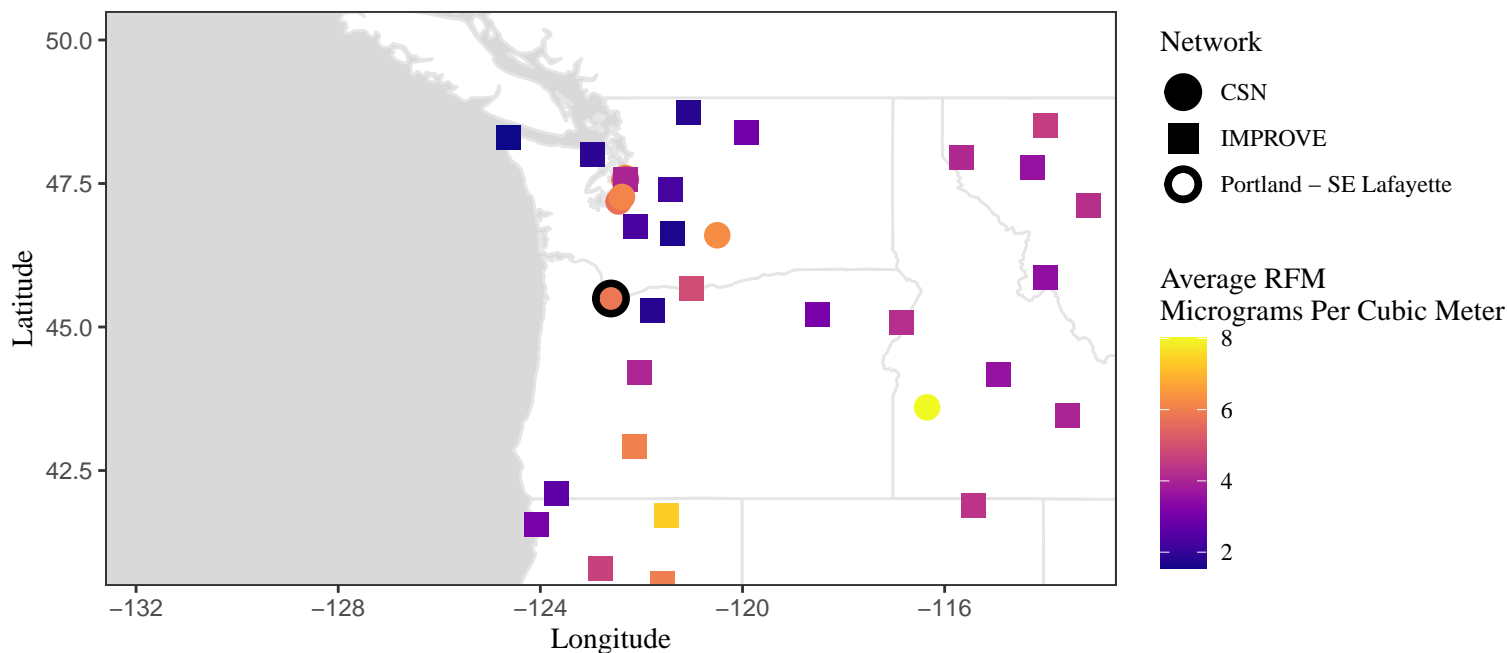 50.0
47.5
45.0
42.5
Latitude
−132
−128
−124
−120
−116
Longitude
Network
CSN
IMPROVE
Portland − SE Lafayette
Average RFM
Micrograms Per Cubic Meter
8
6
4
2